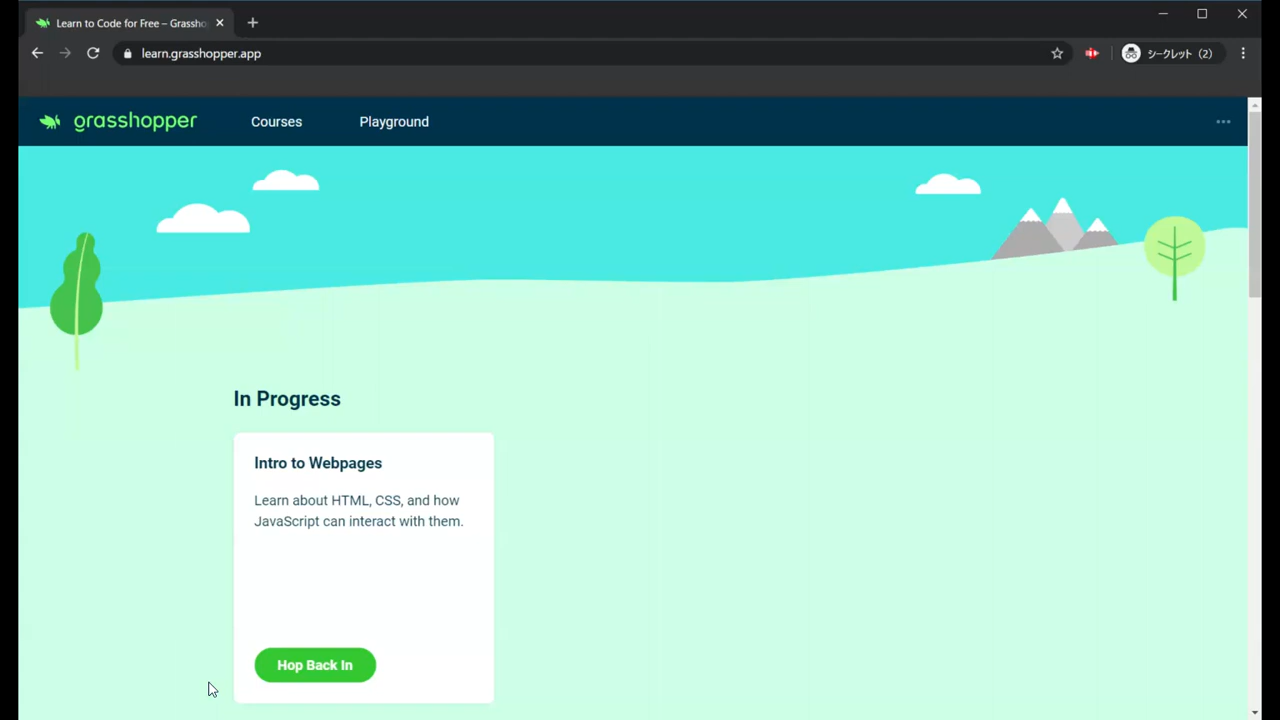 Learn to Code for Free – Grassho
learn.grasshopper.app
シークレット (2)
grasshopper
Courses
Playground
In Progress
Intro to Webpages
Learn about HTML, CSS, and how
JavaScript can interact with them.
Hop Back In